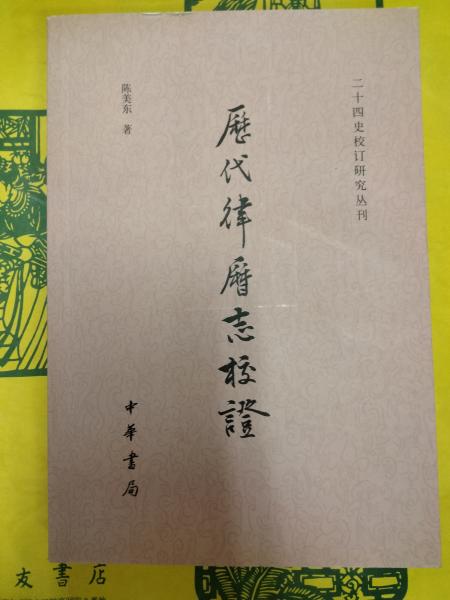 二十四史校订研究丛刊
歷代律曆志校證
陈美东 著
中華書局
友書店